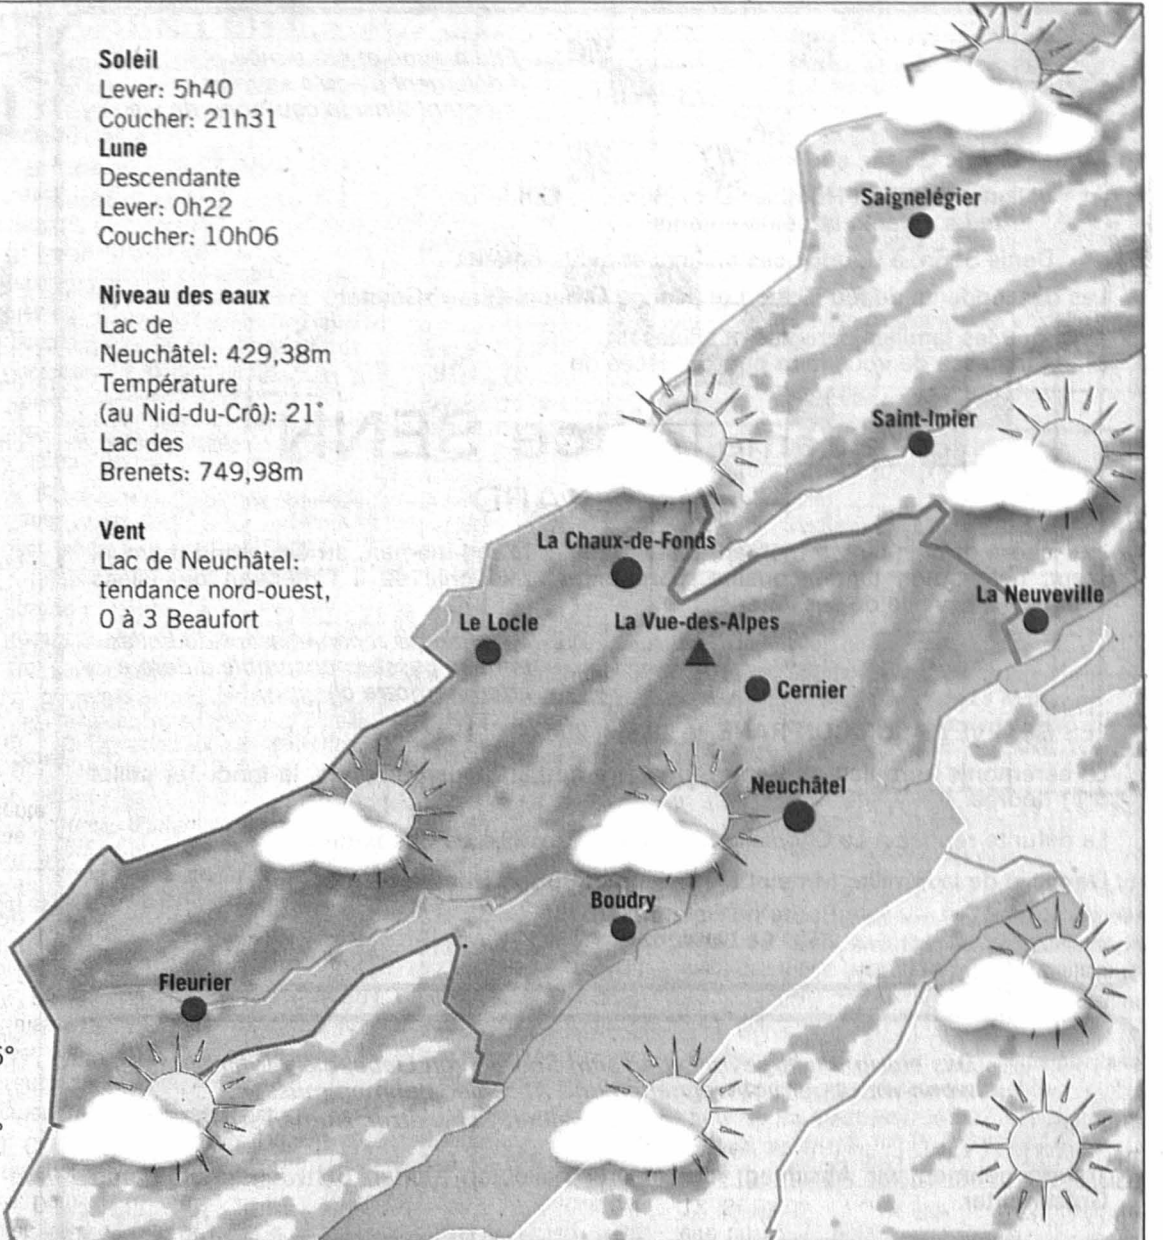 Soleil
Lever: 5h40
Coucher: 21h31
Lune
Descendante
Lever: 0h22
Coucher: 10h06
Niveau des eaux
Lac de
Neuchâtel: 429,38m
Température
(au Nid-du-Crô): 21°
Lac des
Brenets: 749,98m
Vent
Lac de Neuchâtel:
tendance nord-ouest,
0 à 3 Beaufort
Saignelégier
Saint-Imier
La Chaux-de-Fonds
La Neuveville
Le Locle
La Vue-des-Alpes
Cernier
Neuchâtel
Boudry
Fleurier